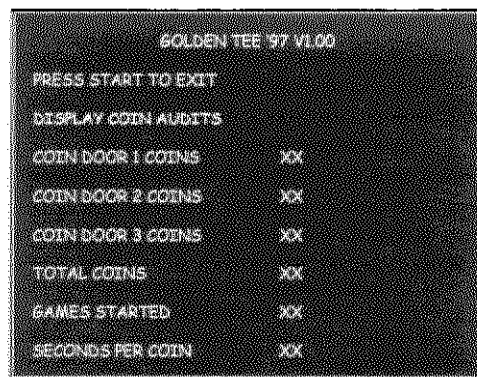 GOLDEN TEE '97 V1.00
PRESS START TO EXIT
DISPLAY COIN AUDITS
COIN DOOR 1 COINS XX
COIN DOOR 2 COINS XX
COIN DOOR 3 COINS XX
TOTAL COINS XX
GAMES STARTED XX
SECONDS PER COIN XX